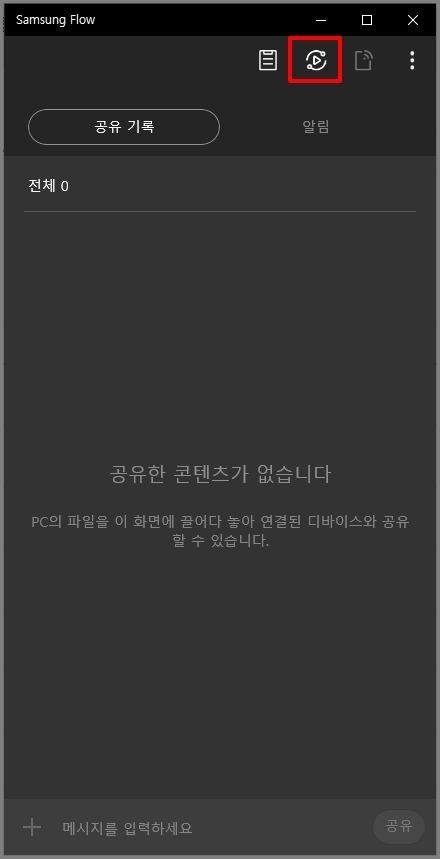 Samsung Flow
공유 기록
알림
전체 0
공유한 콘텐츠가 없습니다
PC의 파일을 이 화면에 끌어다 놓아 연결된 디바이스와 공유
할 수 있습니다.
메시지를 입력하세요
공유